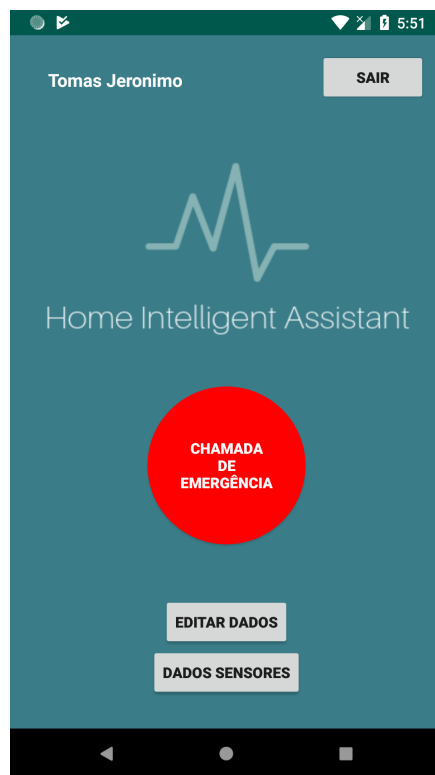 5:51
Tomas Jeronimo
SAIR
Home Intelligent Assistant
CHAMADA
DE
EMERGÊNCIA
EDITAR DADOS
DADOS SENSORES